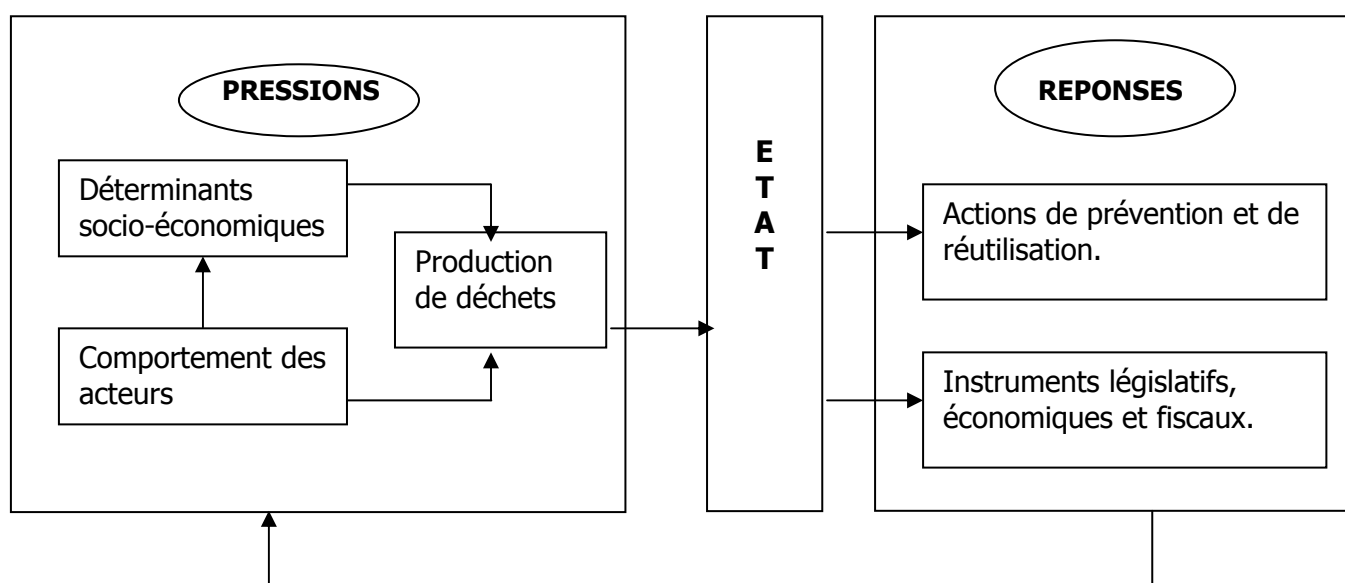 PRESSIONS
Déterminants
socio-économiques
Comportement des
acteurs
Production
de déchets
E
T
A
T
REPONSES
Actions de prévention et de
réutilisation.
Instruments législatifs,
économiques et fiscaux.